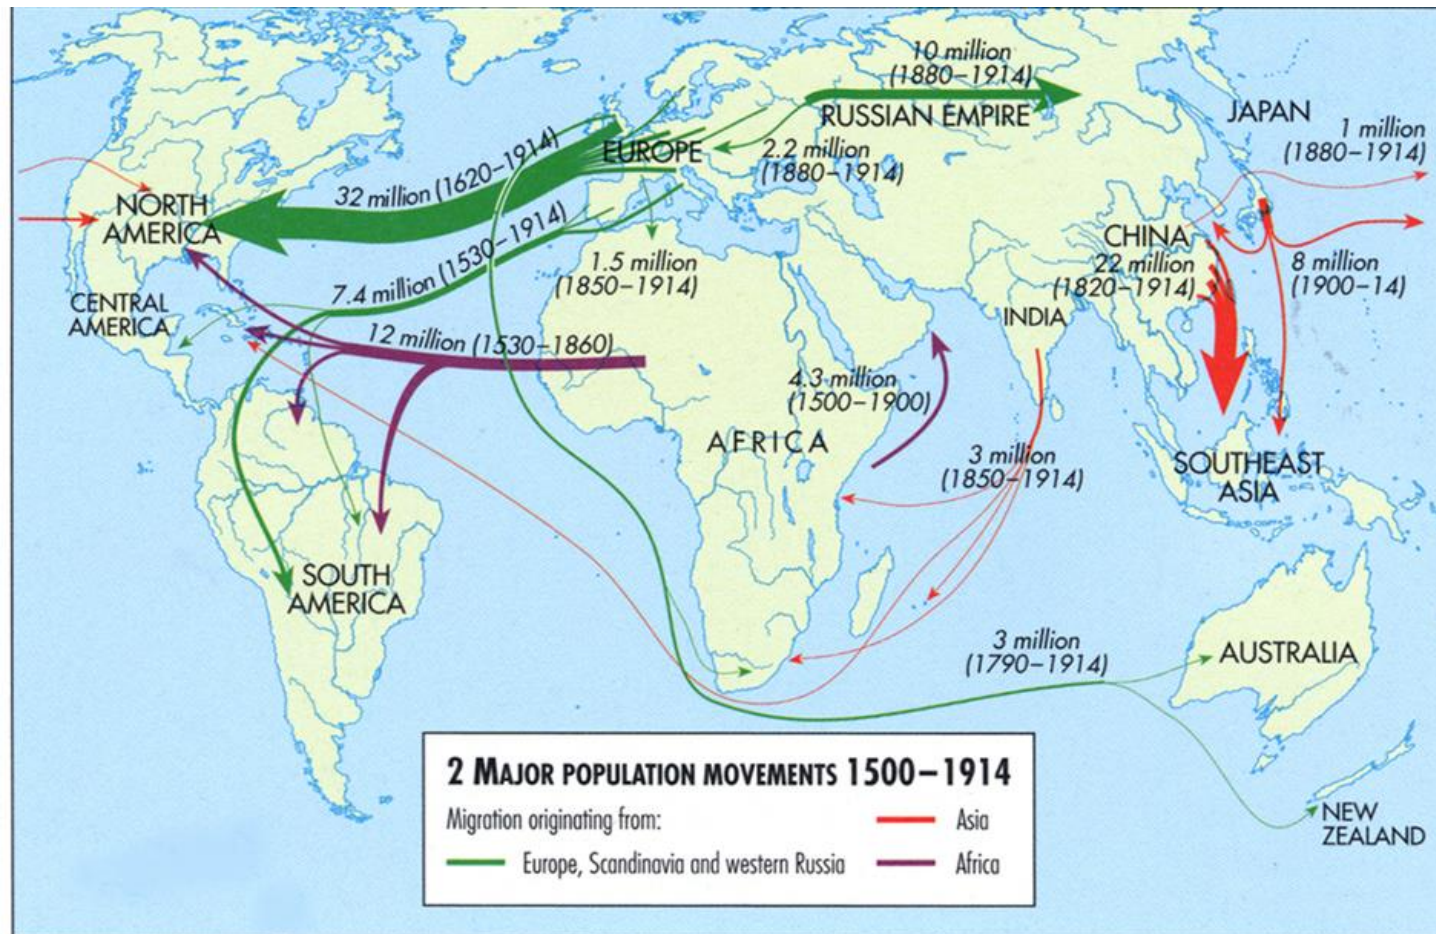 10 million
(1880–1914)
RUSSIAN EMPIRE
JAPAN
1 million
(1880–1914)
EUROPE
2.2 million
(1880–1914)
32 million (1620–1914)
NORTH
AMERICA
7.4 million (1530–1914)
1.5 million
(1850–1914)
CHINA
22 million
(1820–1914)
8 million
(1900–14)
CENTRAL
AMERICA
INDIA
12 million (1530–1860)
4.3 million
(1500–1900)
AFRICA
3 million
(1850–1914)
SOUTHEAST
ASIA
SOUTH
AMERICA
3 million
(1790–1914)
AUSTRALIA
NEW
ZEALAND
2 MAJOR POPULATION MOVEMENTS 1500–1914
Migration originating from:
Asia
Europe, Scandinavia and western Russia
Africa